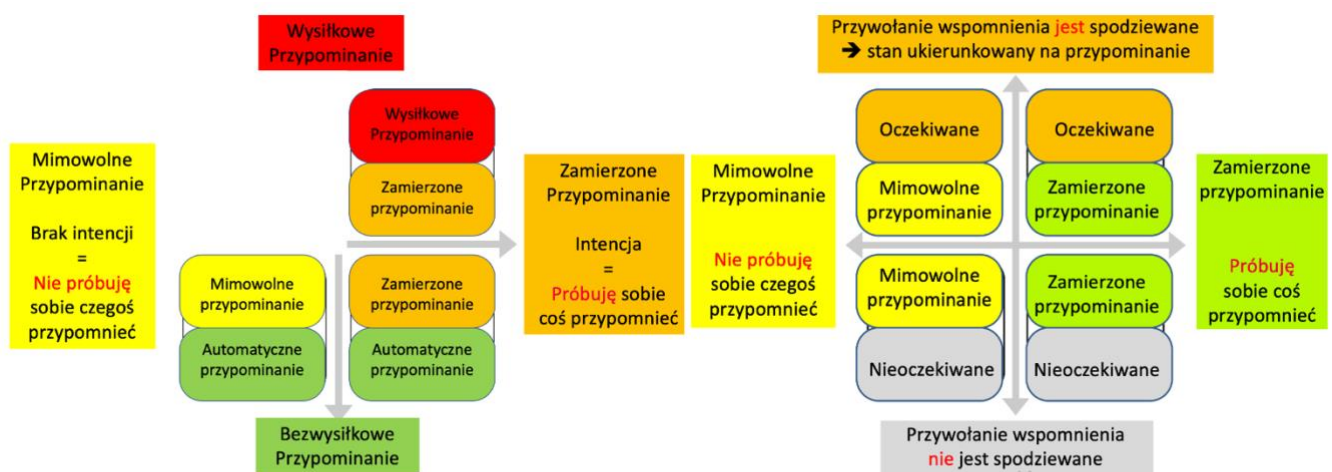 Wysiłkowe
Przypominanie
Wysiłkowe
Przypominanie
Zamierzone
przypominanie
Mimowolne
Przypominanie
Brak intencji
=
Nie próbuję
sobie czegoś
przypomnieć
Mimowolne
przypominanie
Automatyczne
przypominanie
Zamierzone
przypominanie
Automatyczne
przypominanie
Zamierzone
Przypominanie
Intencja
=
Próbuję sobie
coś przypomnieć
Bezwysiłkowe
Przypominanie
Przywołanie wspomnienia jest spodziewane
➔ stan ukierunkowany na przypominanie
Mimowolne
Przypominanie
Nie próbuję
sobie czegoś
przypomnieć
Oczekiwane
Mimowolne
przypominanie
Oczekiwane
Zamierzone
przypominanie
Mimowolne
przypominanie
Nieoczekiwane
Zamierzone
przypominanie
Nieoczekiwane
Zamierzone
przypominanie
Próbuję
sobie coś
przypomnieć
Przywołanie wspomnienia
nie jest spodziewane